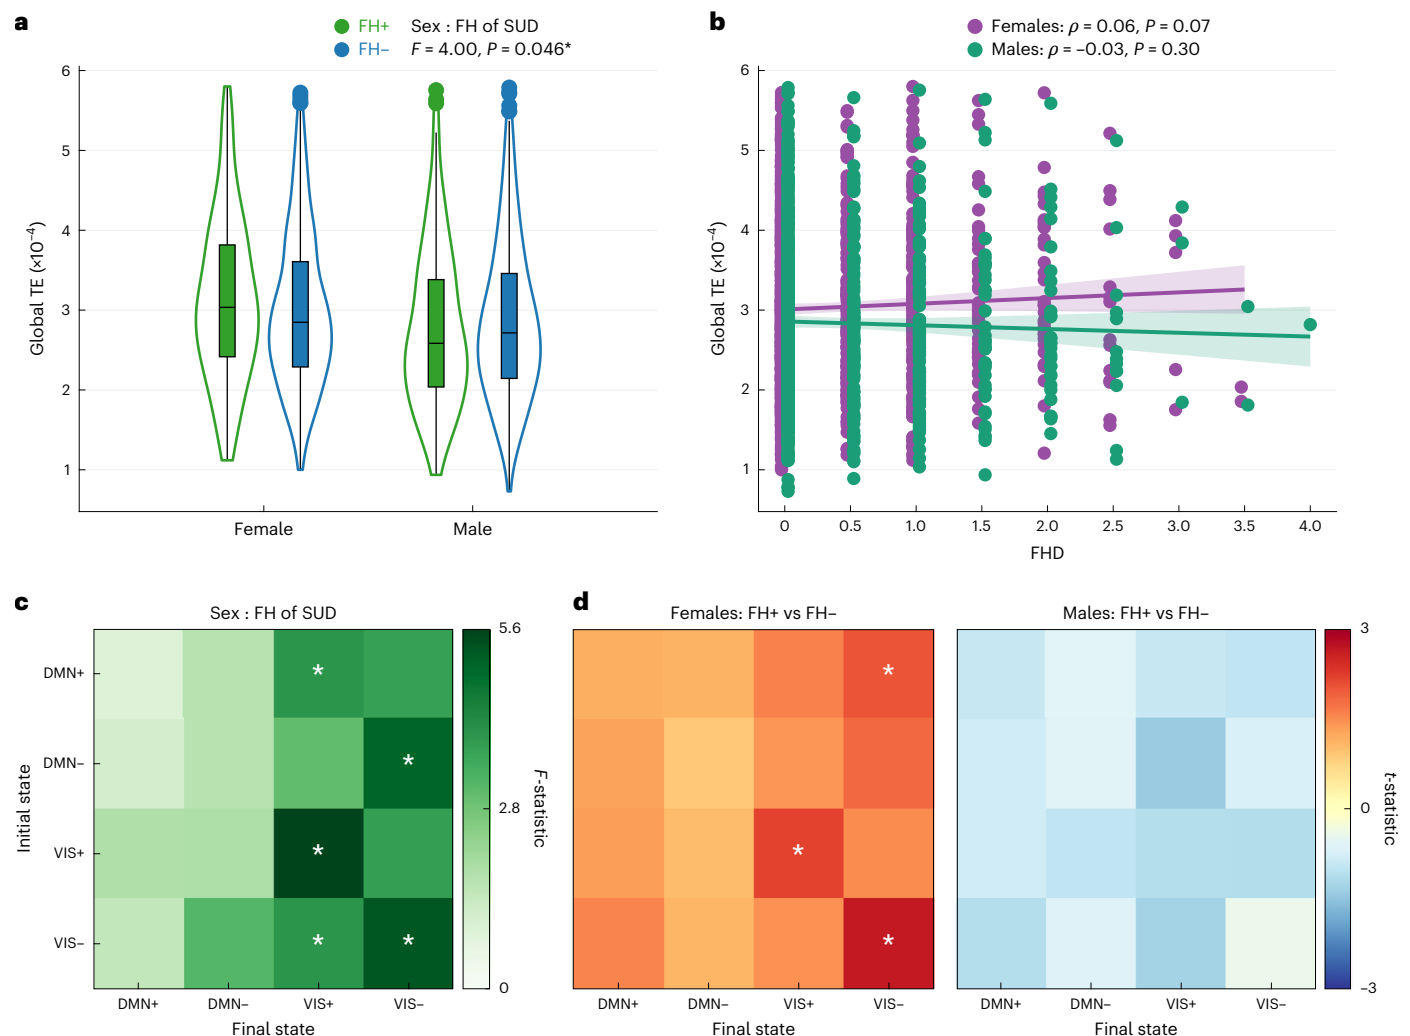 a
FH+ Sex : FH of SUD
FH– F = 4.00, P = 0.046*
6
5
4
3
2
1
Global TE (×10⁻⁴)
Female Male
b
Females: ρ = 0.06, P = 0.07
Males: ρ = –0.03, P = 0.30
6
5
4
3
2
1
Global TE (×10⁻⁴)
0 0.5 1.0 1.5 2.0 2.5 3.0 3.5 4.0
FHD
c
Sex : FH of SUD
Initial state
DMN+ *
DMN– *
VIS+ *
VIS– * *
DMN+ DMN– VIS+ VIS–
Final state
5.6
2.8
0
F-statistic
d
Females: FH+ vs FH–
*
*
*
DMN+ DMN– VIS+ VIS–
Final state
Males: FH+ vs FH–
DMN+ DMN– VIS+ VIS–
Final state
3
0
–3
t-statistic